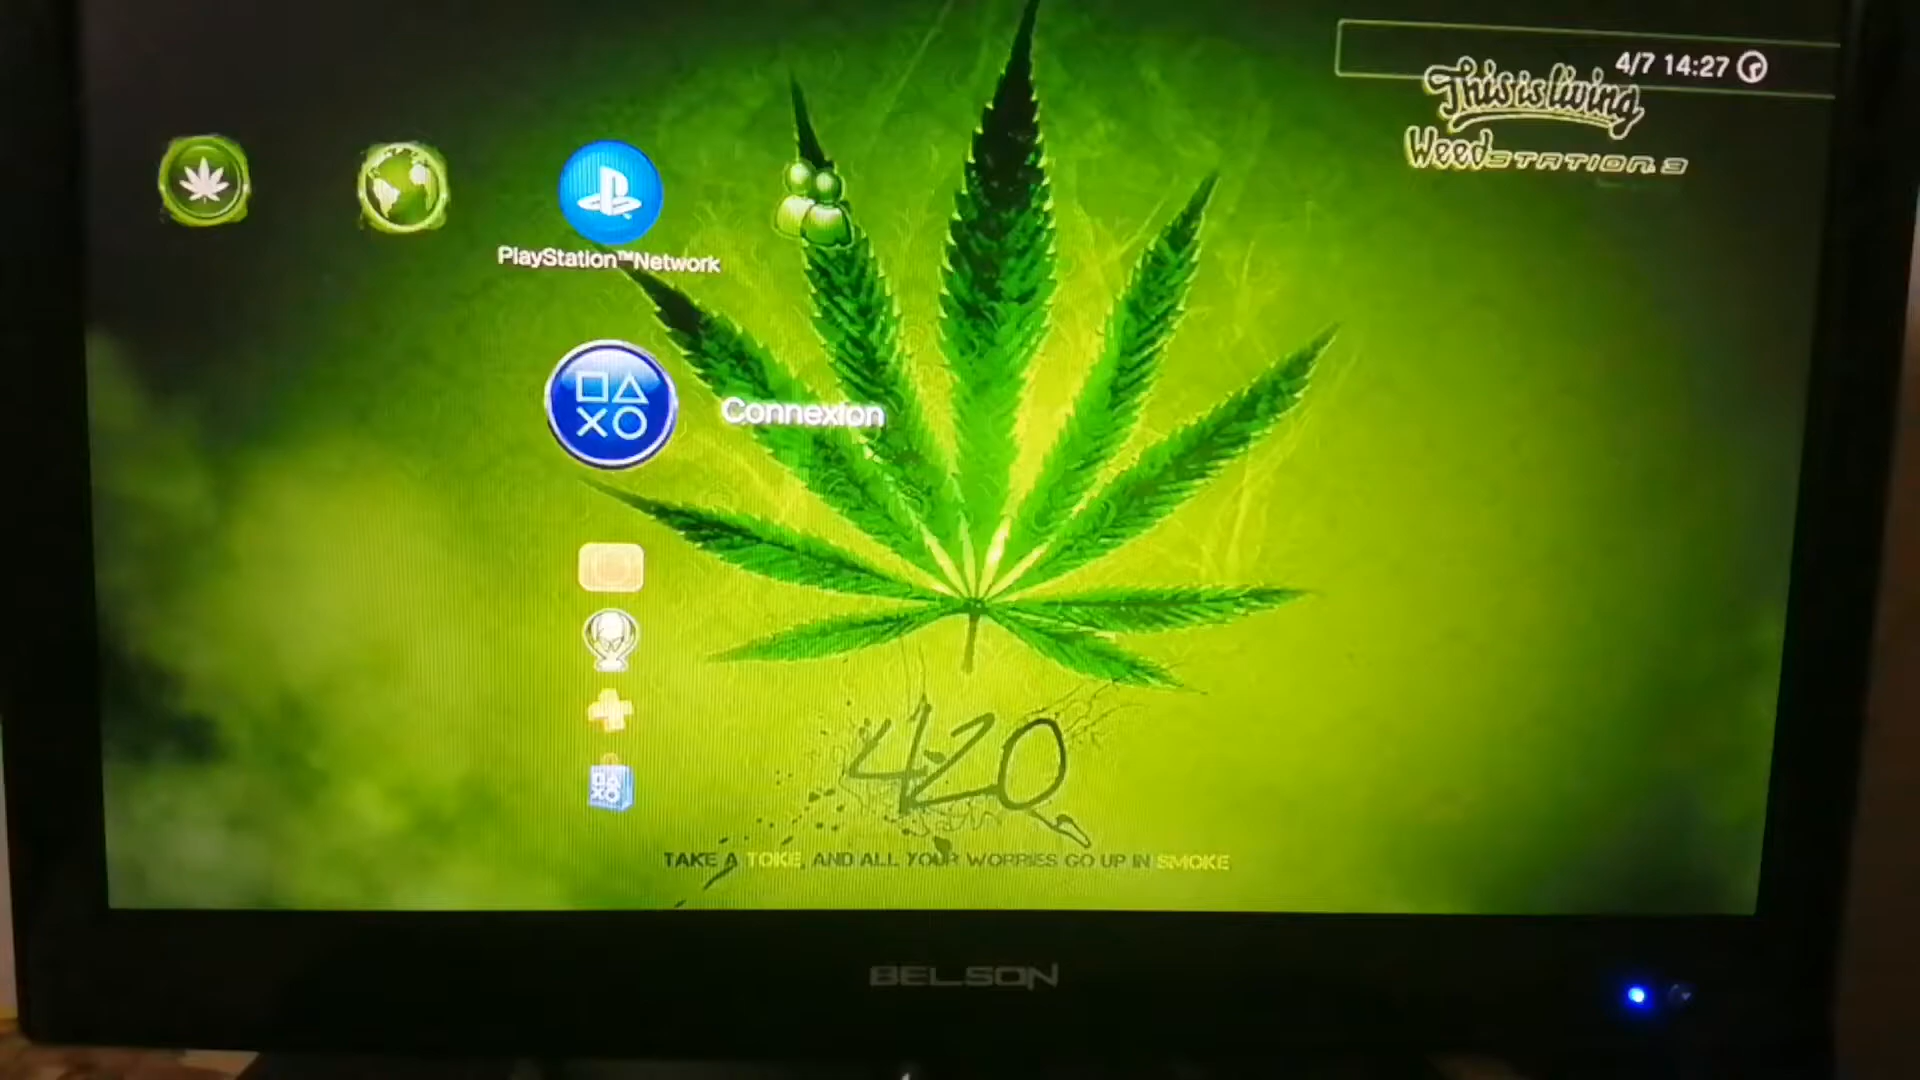 4/7 14:27
This is living
WeedSTATION.3
PlayStation™Network
Connexion
420
TAKE A TOKE, AND ALL YOUR WORRIES GO UP IN SMOKE
BELSON